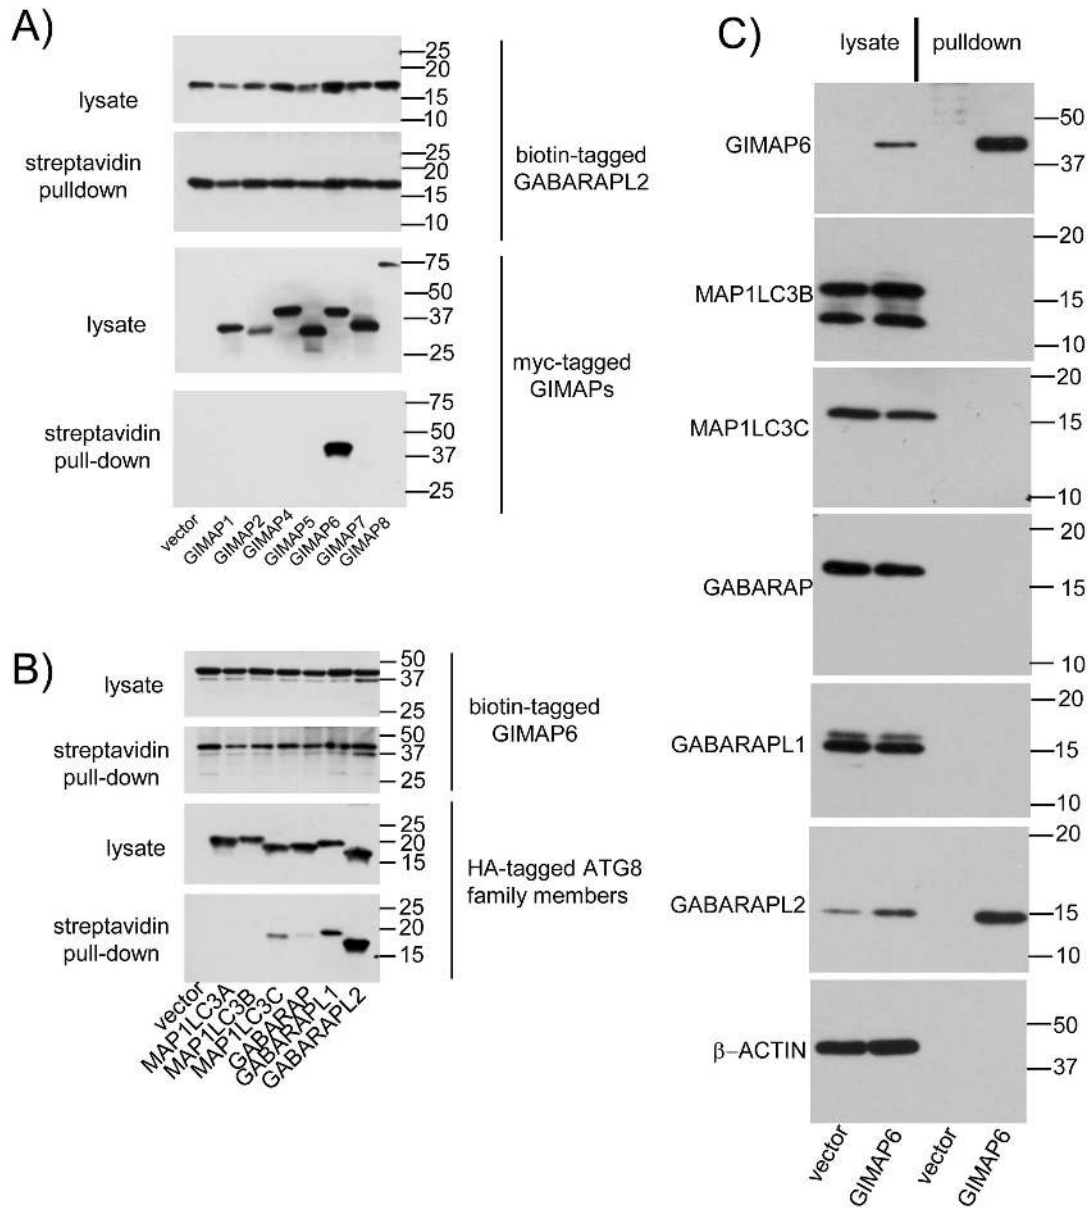 A)
lysate
25
20
15
10
streptavidin
pulldown
25
20
15
10
biotin-tagged
GABARAPL2
lysate
75
50
37
25
streptavidin
pull-down
75
50
37
25
myc-tagged
GIMAPs
vector
GIMAP1
GIMAP2
GIMAP4
GIMAP5
GIMAP6
GIMAP7
GIMAP8
B)
lysate
50
37
25
streptavidin
pull-down
50
37
25
biotin-tagged
GIMAP6
lysate
25
20
15
streptavidin
pull-down
25
20
15
HA-tagged ATG8
family members
vector
MAP1LC3A
MAP1LC3B
MAP1LC3C
GABARAP
GABARAPL1
GABARAPL2
C)
lysate pulldown
GIMAP6
50
37
MAP1LC3B
20
15
10
MAP1LC3C
20
15
10
GABARAP
20
15
10
GABARAPL1
20
15
10
GABARAPL2
20
15
10
β-ACTIN
50
37
vector
GIMAP6
vector
GIMAP6